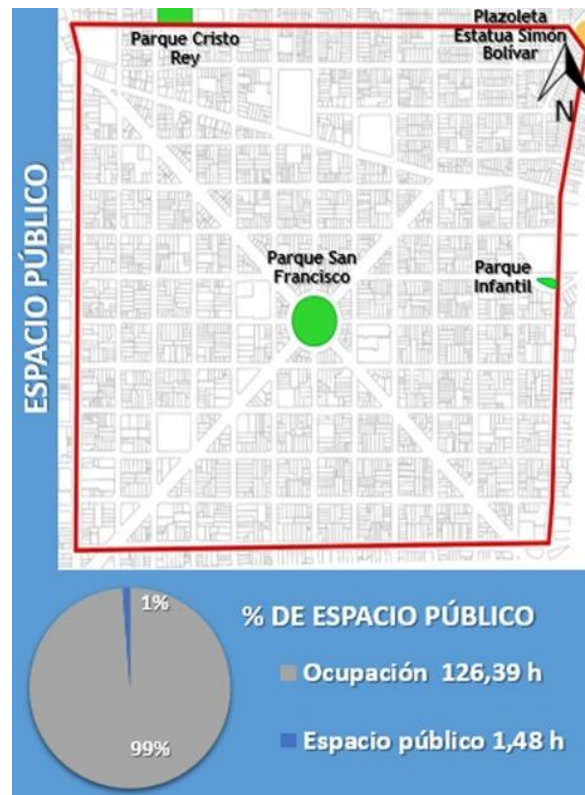 Parque Cristo
Rey
Plazoleta
Estatua Simón
Bolívar
N
ESPACIO PÚBLICO
Parque San
Francisco
Parque
Infantil
% DE ESPACIO PÚBLICO
1%
99%
Ocupación 126,39 h
Espacio público 1,48 h